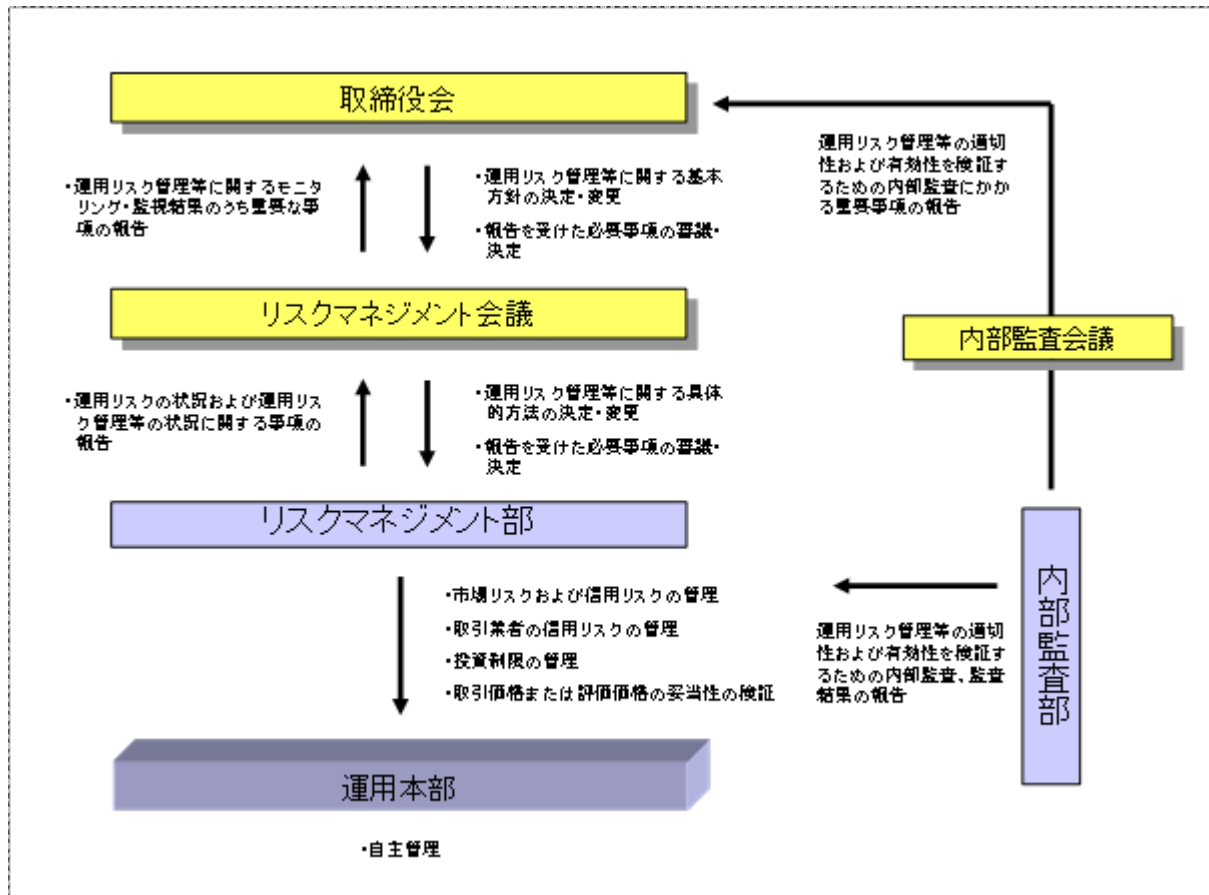 取締役会
・運用リスク管理等に関するモニ
タリング・監視結果のうち重要な事
項の報告
・運用リスク管理等に関する基本
方針の決定・変更
・報告を受けた必要事項の審議・
決定
運用リスク管理等の適切
性および有効性を検証す
るための内部監査にかか
る重要事項の報告
リスクマネジメント会議
内部監査会議
・運用リスクの状況および運用リス
ク管理等の状況に関する事項の
報告
・運用リスク管理等に関する具体
的方法の決定・変更
・報告を受けた必要事項の審議・
決定
リスクマネジメント部
・市場リスクおよび信用リスクの管理
・取引業者の信用リスクの管理
・投資制限の管理
・取引価格または評価価格の妥当性の検証
運用リスク管理等の適切
性および有効性を検証す
るための内部監査、監査
結果の報告
内部監査部
運用本部
・自主管理